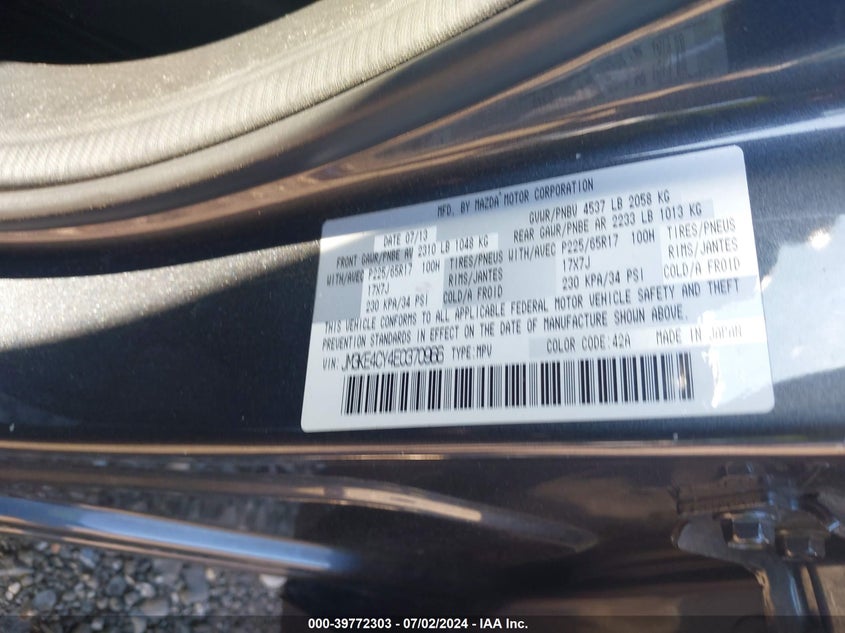 MFD. BY MAZDA MOTOR CORPORATION
DATE 07/13 GVWR/PNBV 4537 LB 2058 KG
FRONT GAWR/PNBE AV 2310 LB 1048 KG REAR GAWR/PNBE AR 2233 LB 1013 KG
WITH/AVEC P225/65R17 100H TIRES/PNEUS WITH/AVEC P225/65R17 100H TIRES/PNEUS
17X7J RIMS/JANTES 17X7J RIMS/JANTES
230 KPA/34 PSI COLD/A FROID 230 KPA/34 PSI COLD/A FROID
THIS VEHICLE CONFORMS TO ALL APPLICABLE FEDERAL MOTOR VEHICLE SAFETY AND THEFT
PREVENTION STANDARDS IN EFFECT ON THE DATE OF MANUFACTURE SHOWN ABOVE.
VIN: JM3KE4CY4E0370966 TYPE:MPV COLOR CODE:42A MADE IN JAPAN
000-39772303 - 07/02/2024 - IAA Inc.